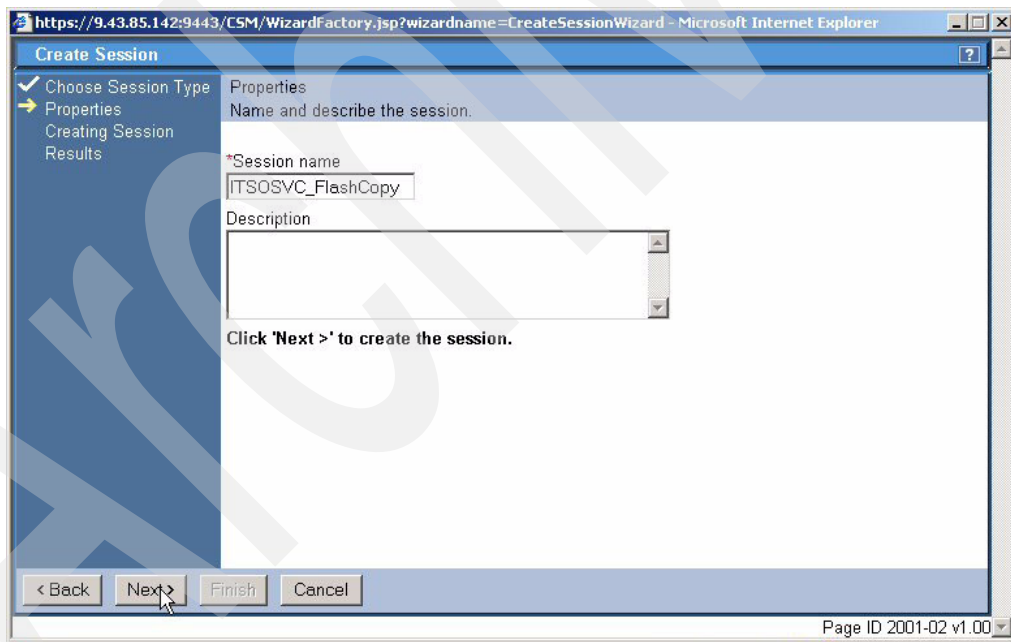 https://9.43.85.142:9443/CSM/WizardFactory.jsp?wizardname=CreateSessionWizard - Microsoft Internet Explorer
Create Session
?
Choose Session Type
Properties
Creating Session
Results
Properties
Name and describe the session.
*Session name
ITSOSVC_FlashCopy
Description
Click 'Next >' to create the session.
< Back
Next >
Finish
Cancel
Page ID 2001-02 v1.00